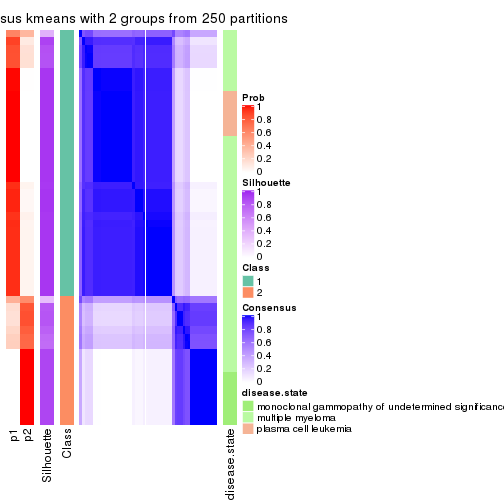 sus kmeans with 2 groups from 250 partitions
Prob
1
0.8
0.6
0.4
0.2
0
Silhouette
1
0.8
0.6
0.4
0.2
0
Class
1
2
Consensus
1
0.8
0.6
0.4
0.2
0
disease.state
monoclonal gammopathy of undetermined significance
multiple myeloma
plasma cell leukemia
p1
p2
Silhouette
Class
disease.state